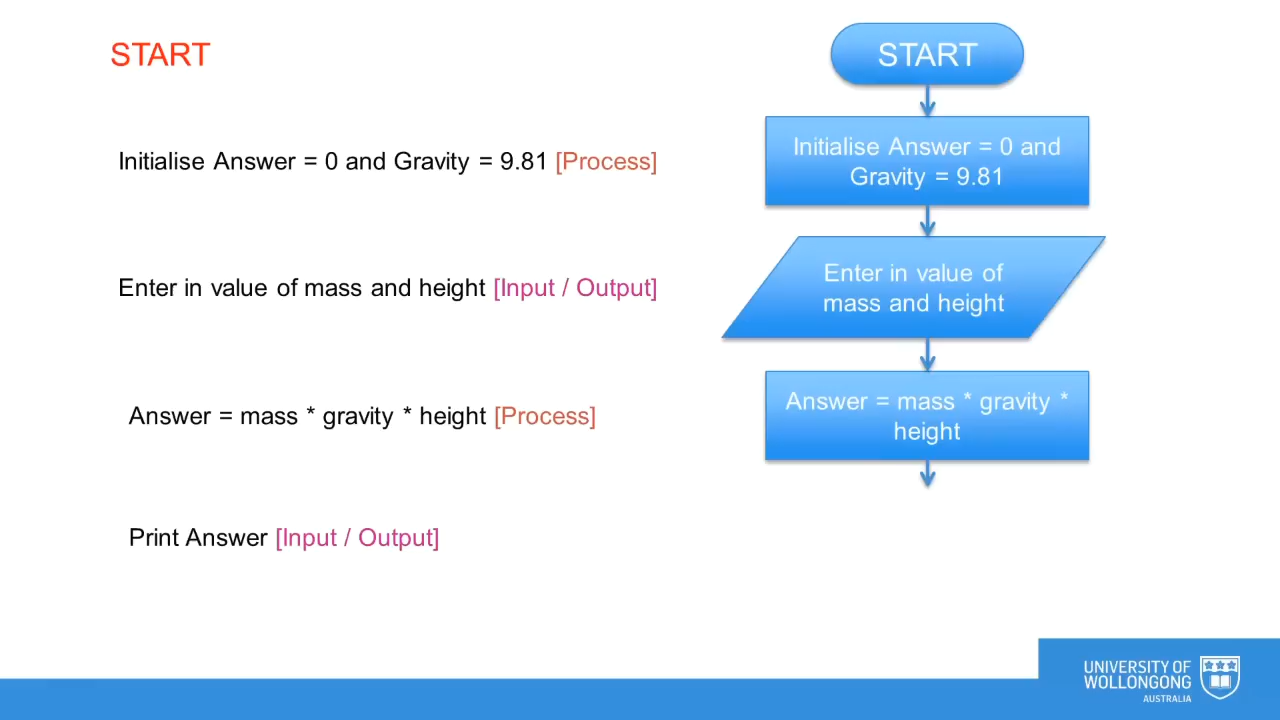 START
Initialise Answer = 0 and Gravity = 9.81 [Process]
Enter in value of mass and height [Input / Output]
Answer = mass * gravity * height [Process]
Print Answer [Input / Output]
START
Initialise Answer = 0 and
Gravity = 9.81
Enter in value of
mass and height
Answer = mass * gravity *
height
UNIVERSITY OF
WOLLONGONG
AUSTRALIA